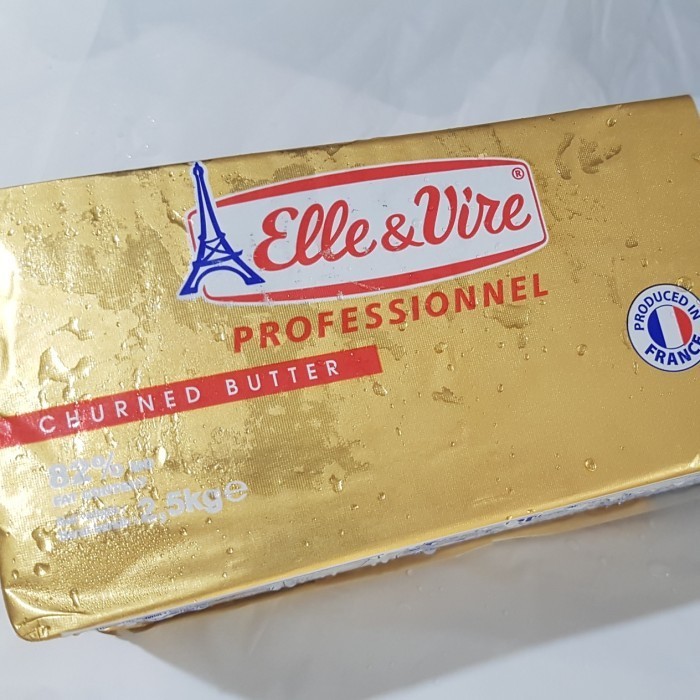 Elle&Vire®
PROFESSIONNEL
PRODUCED IN
FRANCE
CHURNED BUTTER
82%
2,5kg e